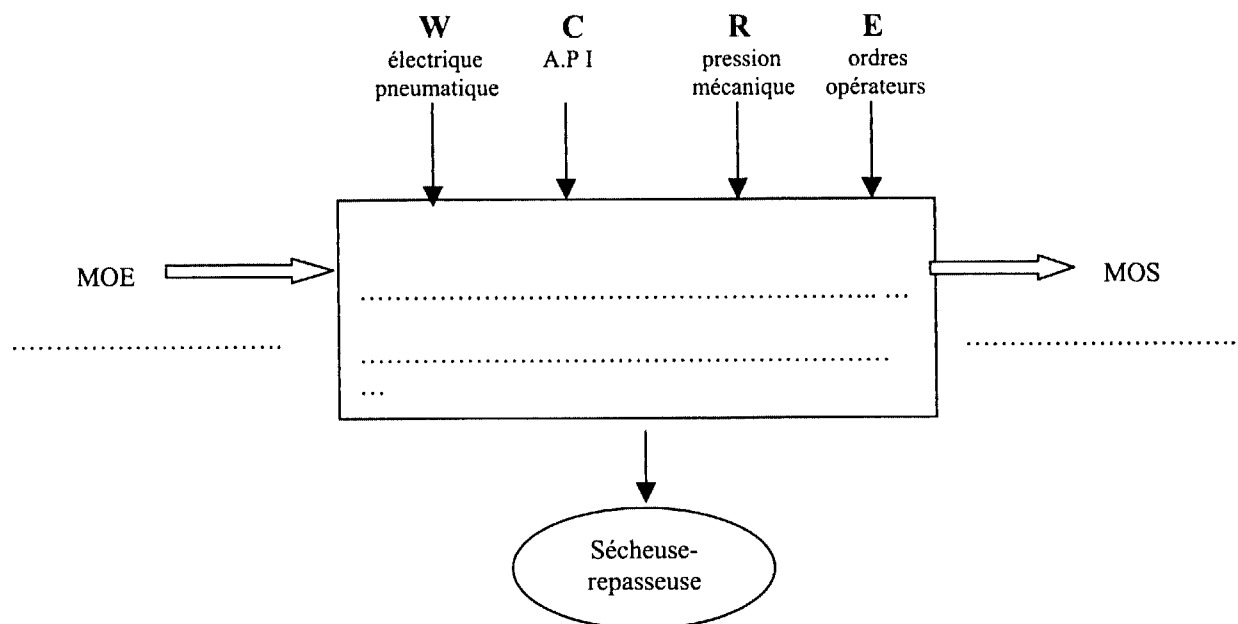 W C R E
électrique A.P I pression ordres
pneumatique mécanique opérateurs
MOE MOS
........................................................................ ...
...................................... ......................................
........................................................................
...
Sécheuse-
repasseuse